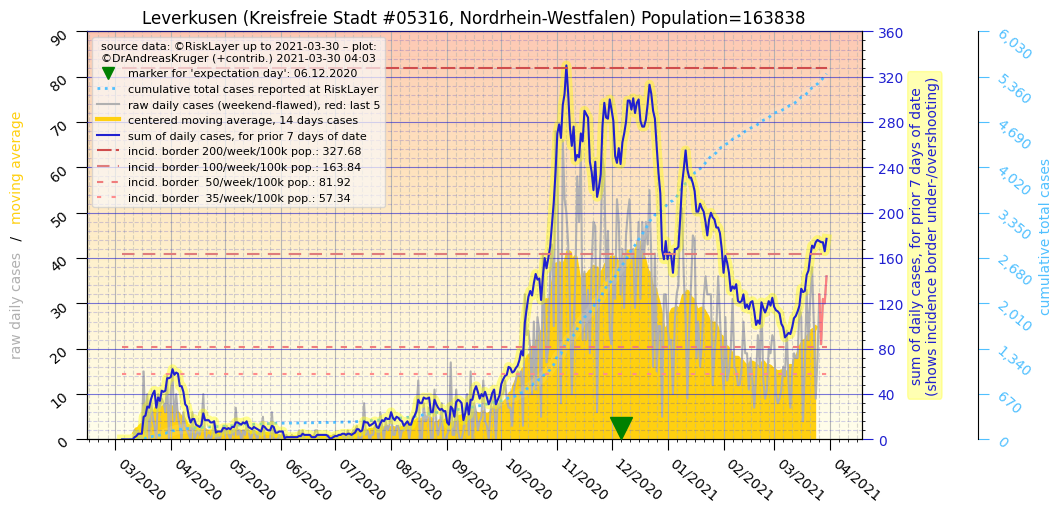 Leverkusen (Kreisfreie Stadt #05316, Nordrhein-Westfalen) Population=163838
source data: ©RiskLayer up to 2021-03-30 – plot:
©DrAndreasKruger (+contrib.) 2021-03-30 04:03
marker for 'expectation day': 06.12.2020
cumulative total cases reported at RiskLayer
raw daily cases (weekend-flawed), red: last 5
centered moving average, 14 days cases
sum of daily cases, for prior 7 days of date
incid. border 200/week/100k pop.: 327.68
incid. border 100/week/100k pop.: 163.84
incid. border  50/week/100k pop.: 81.92
incid. border  35/week/100k pop.: 57.34
raw daily cases  /  moving average
90
80
70
60
50
40
30
20
10
0
03/2020
04/2020
05/2020
06/2020
07/2020
08/2020
09/2020
10/2020
11/2020
12/2020
01/2021
02/2021
03/2021
04/2021
360
320
280
240
200
160
120
80
40
0
sum of daily cases, for prior 7 days of date
(shows incidence border under-/overshooting)
6,030
5,360
4,690
4,020
3,350
2,680
2,010
1,340
670
0
cumulative total cases